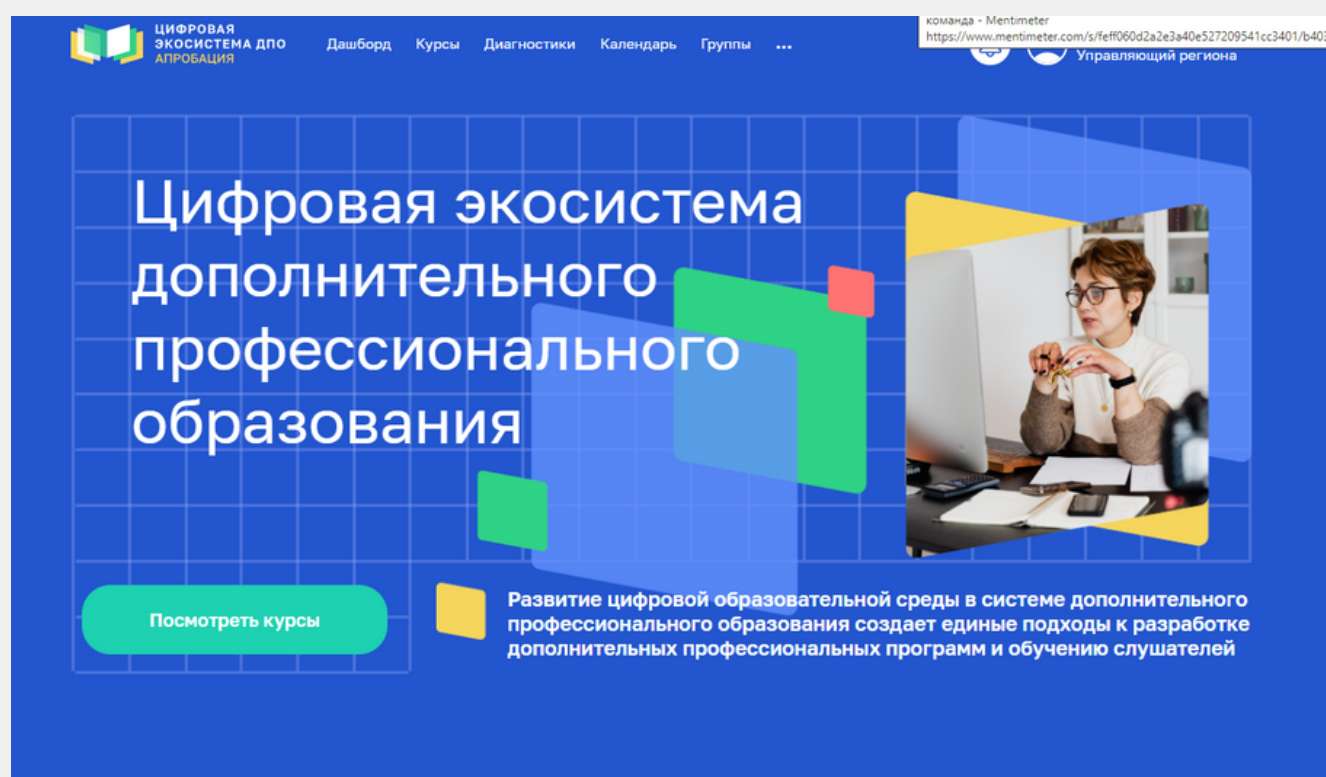 команда - Mentimeter
https://www.mentimeter.com/s/feff060d2a2e3a40e527209541cc3401/b403
ЦИФРОВАЯ
ЭКОСИСТЕМА ДПО
АПРОБАЦИЯ
Дашборд Курсы Диагностики Календарь Группы ...
Управляющий региона
Цифровая экосистема
дополнительного
профессионального
образования
Посмотреть курсы
Развитие цифровой образовательной среды в системе дополнительного
профессионального образования создает единые подходы к разработке
дополнительных профессиональных программ и обучению слушателей